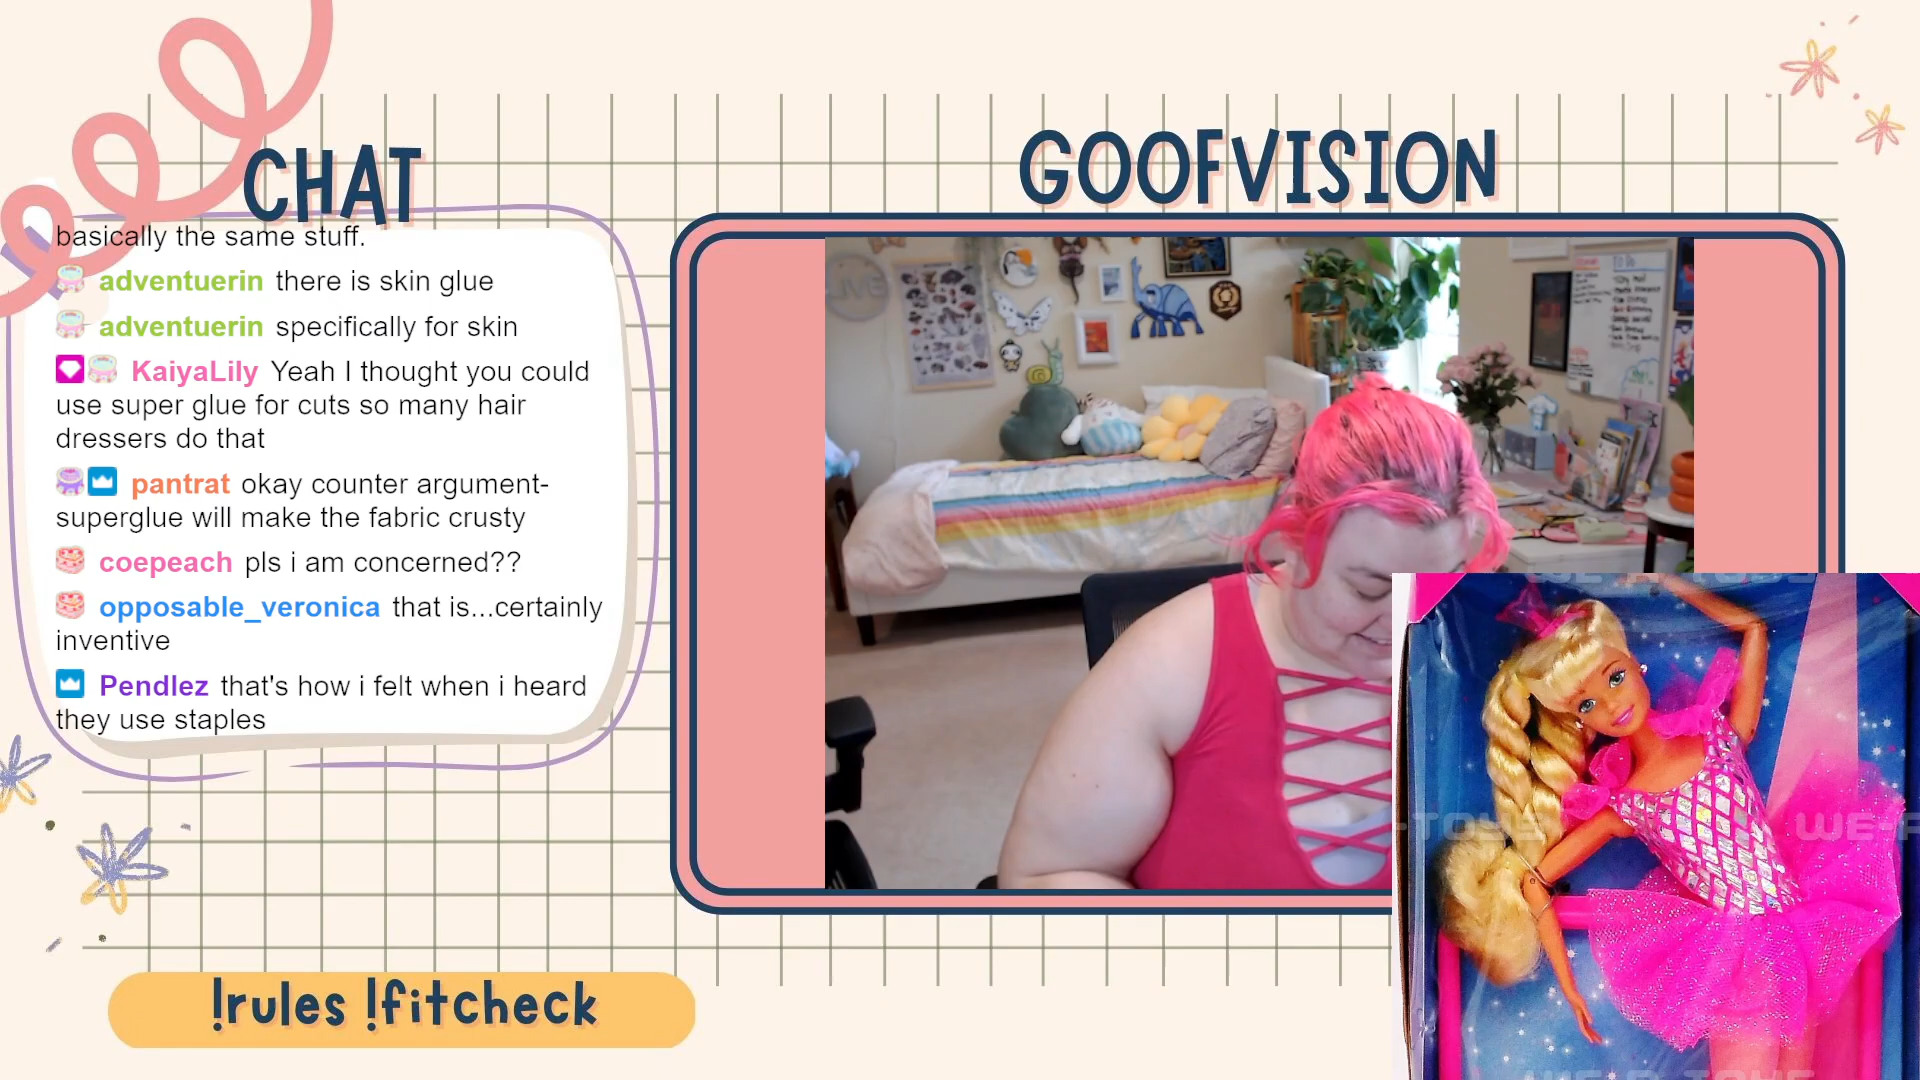 CHAT
GOOFVISION
basically the same stuff.
adventuerin there is skin glue
adventuerin specifically for skin
KaiyaLily Yeah I thought you could
use super glue for cuts so many hair
dressers do that
pantrat okay counter argument-
superglue will make the fabric crusty
coepeach pls i am concerned??
opposable_veronica that is...certainly
inventive
Pendlez that's how i felt when i heard
they use staples
!rules !fitcheck